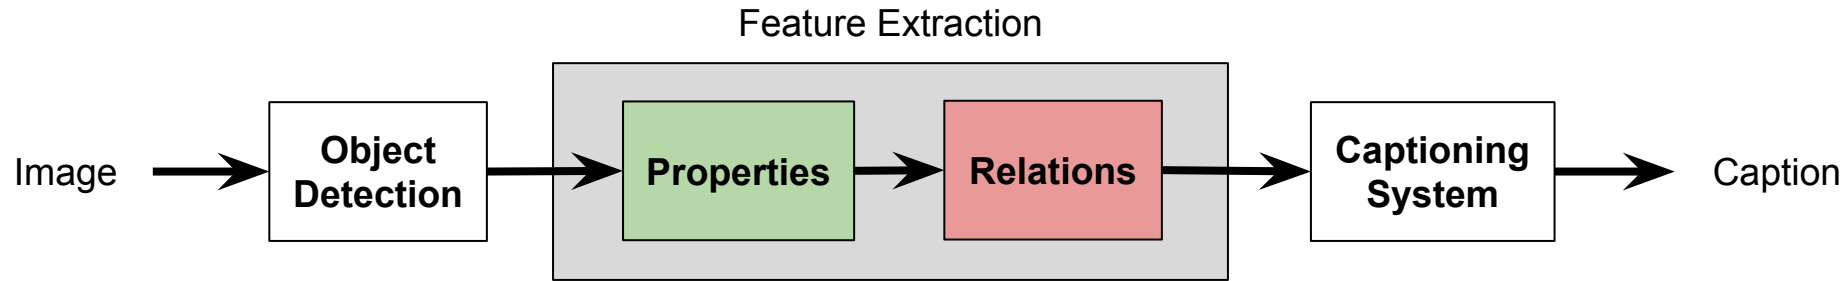 Feature Extraction
Image
Object
Detection
Properties
Relations
Captioning
System
Caption